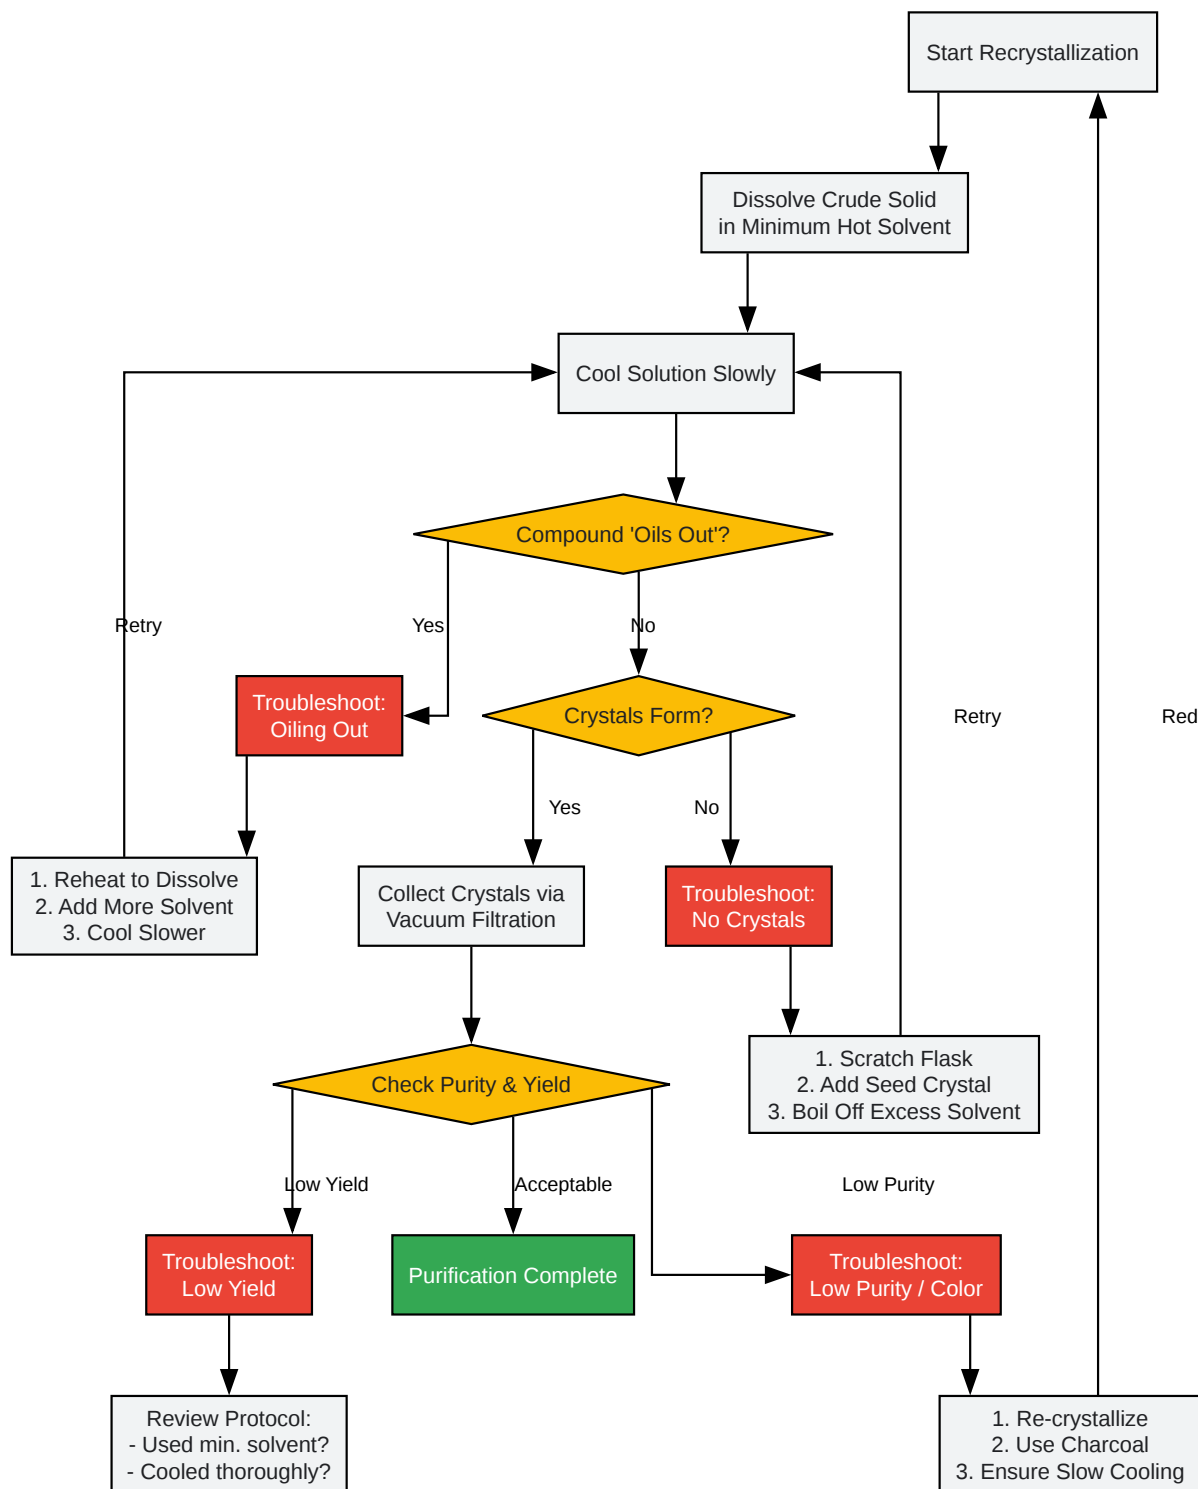 Start Recrystallization
Dissolve Crude Solid
in Minimum Hot Solvent
Cool Solution Slowly
Compound 'Oils Out'?
Retry
Yes
No
Troubleshoot:
Oiling Out
Crystals Form?
Retry
Red
Yes
No
1. Reheat to Dissolve
2. Add More Solvent
3. Cool Slower
Collect Crystals via
Vacuum Filtration
Troubleshoot:
No Crystals
1. Scratch Flask
2. Add Seed Crystal
3. Boil Off Excess Solvent
Check Purity & Yield
Low Yield
Acceptable
Low Purity
Troubleshoot:
Low Yield
Purification Complete
Troubleshoot:
Low Purity / Color
Review Protocol:
- Used min. solvent?
- Cooled thoroughly?
1. Re-crystallize
2. Use Charcoal
3. Ensure Slow Cooling